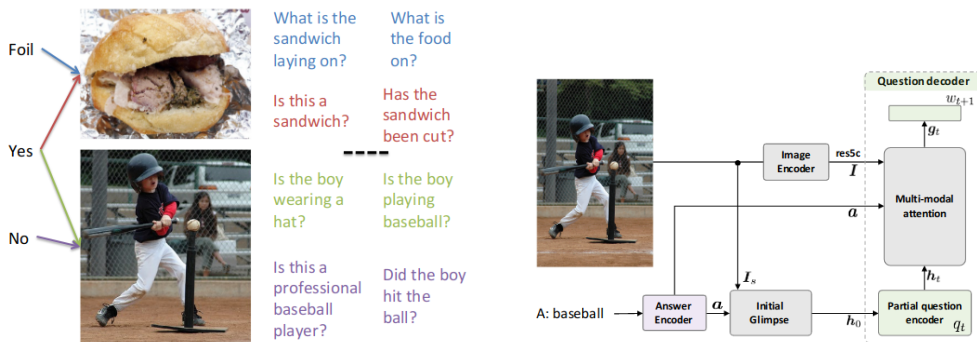 Foil
Yes
No
What is the
sandwich
laying on?
What is
the food
on?
Is this a
sandwich?
Has the
sandwich
been cut?
Is the boy
wearing a
hat?
Is the boy
playing
baseball?
Is this a
professional
baseball
player?
Did the boy
hit the
ball?
Question decoder
w_{t+1}
g_t
Image
Encoder
res5c
I
Multi-modal
attention
a
I_s
h_t
A: baseball
Answer
Encoder
a
Initial
Glimpse
h_0
Partial question
encoder q_t